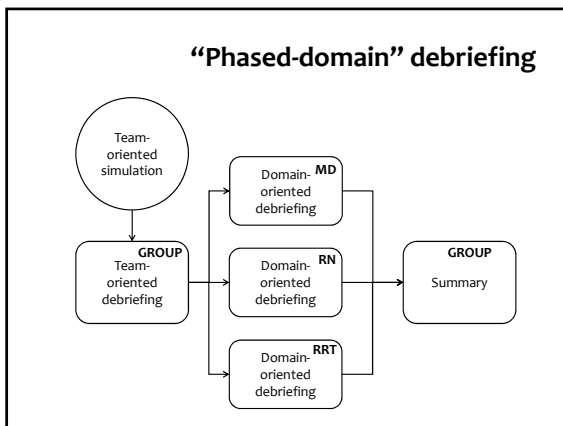 “Phased-domain” debriefing
Team-
oriented
simulation
GROUP
Team-
oriented
debriefing
MD
Domain-
oriented
debriefing
RN
Domain-
oriented
debriefing
RRT
Domain-
oriented
debriefing
GROUP
Summary